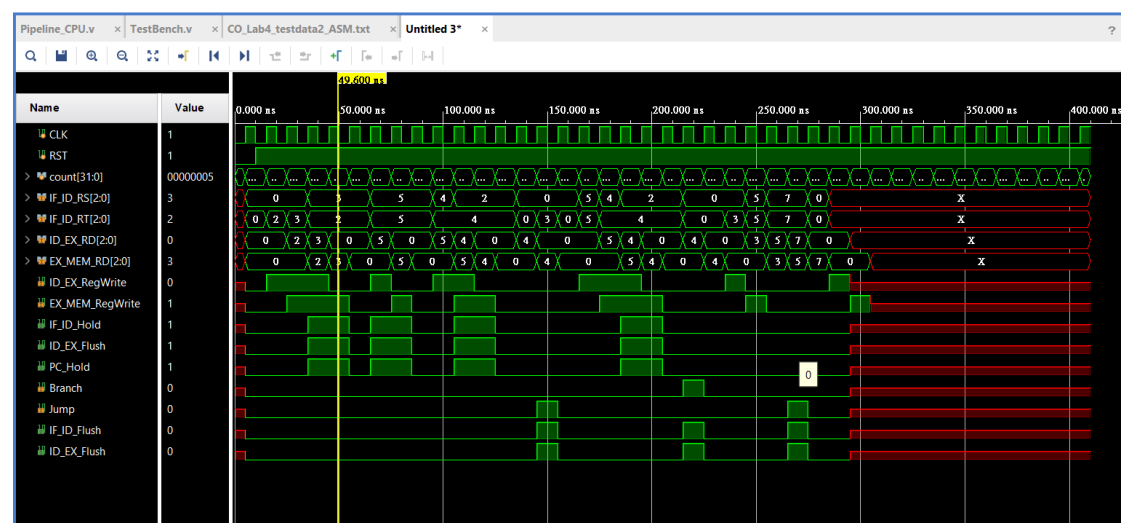 Pipeline_CPU.v × TestBench.v × CO_Lab4_testdata2_ASM.txt × Untitled 3* × ?
49.600 ns
Name Value 0.000 ns 50.000 ns 100.000 ns 150.000 ns 200.000 ns 250.000 ns 300.000 ns 350.000 ns 400.000 ns
CLK 1
RST 1
count[31:0] 00000005 ... ... ... ... ... ... ... ... ... ... ... ... ... ... ... ... ... ... ...
IF_ID_RS[2:0] 3 0 3 5 4 2 0 5 4 2 0 5 7 0 X
IF_ID_RT[2:0] 2 0 2 3 2 5 4 0 3 0 5 4 0 3 5 7 0 X
ID_EX_RD[2:0] 0 0 2 3 0 5 0 5 4 0 4 0 5 4 0 4 0 3 5 7 0 X
EX_MEM_RD[2:0] 3 0 2 3 0 5 0 5 4 0 4 0 5 4 0 4 0 3 5 7 0 X
ID_EX_RegWrite 0
EX_MEM_RegWrite 1
IF_ID_Hold 1
ID_EX_Flush 1
PC_Hold 1
Branch 0 0
Jump 0
IF_ID_Flush 0
ID_EX_Flush 0